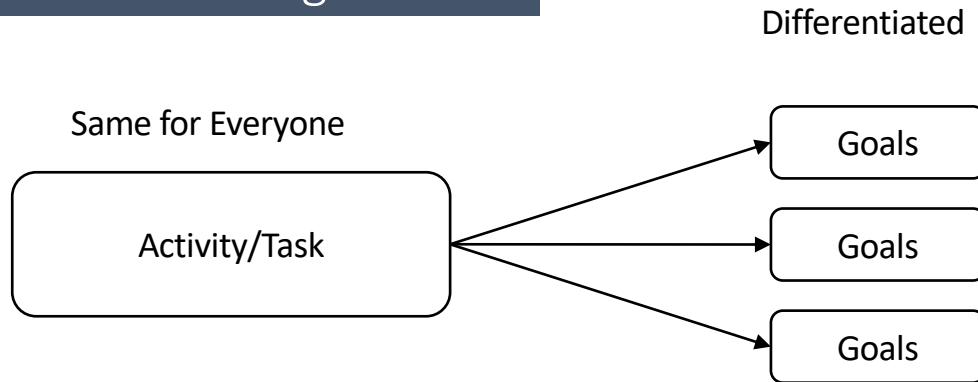 Differentiated
Same for Everyone
Goals
Activity/Task
Goals
Goals